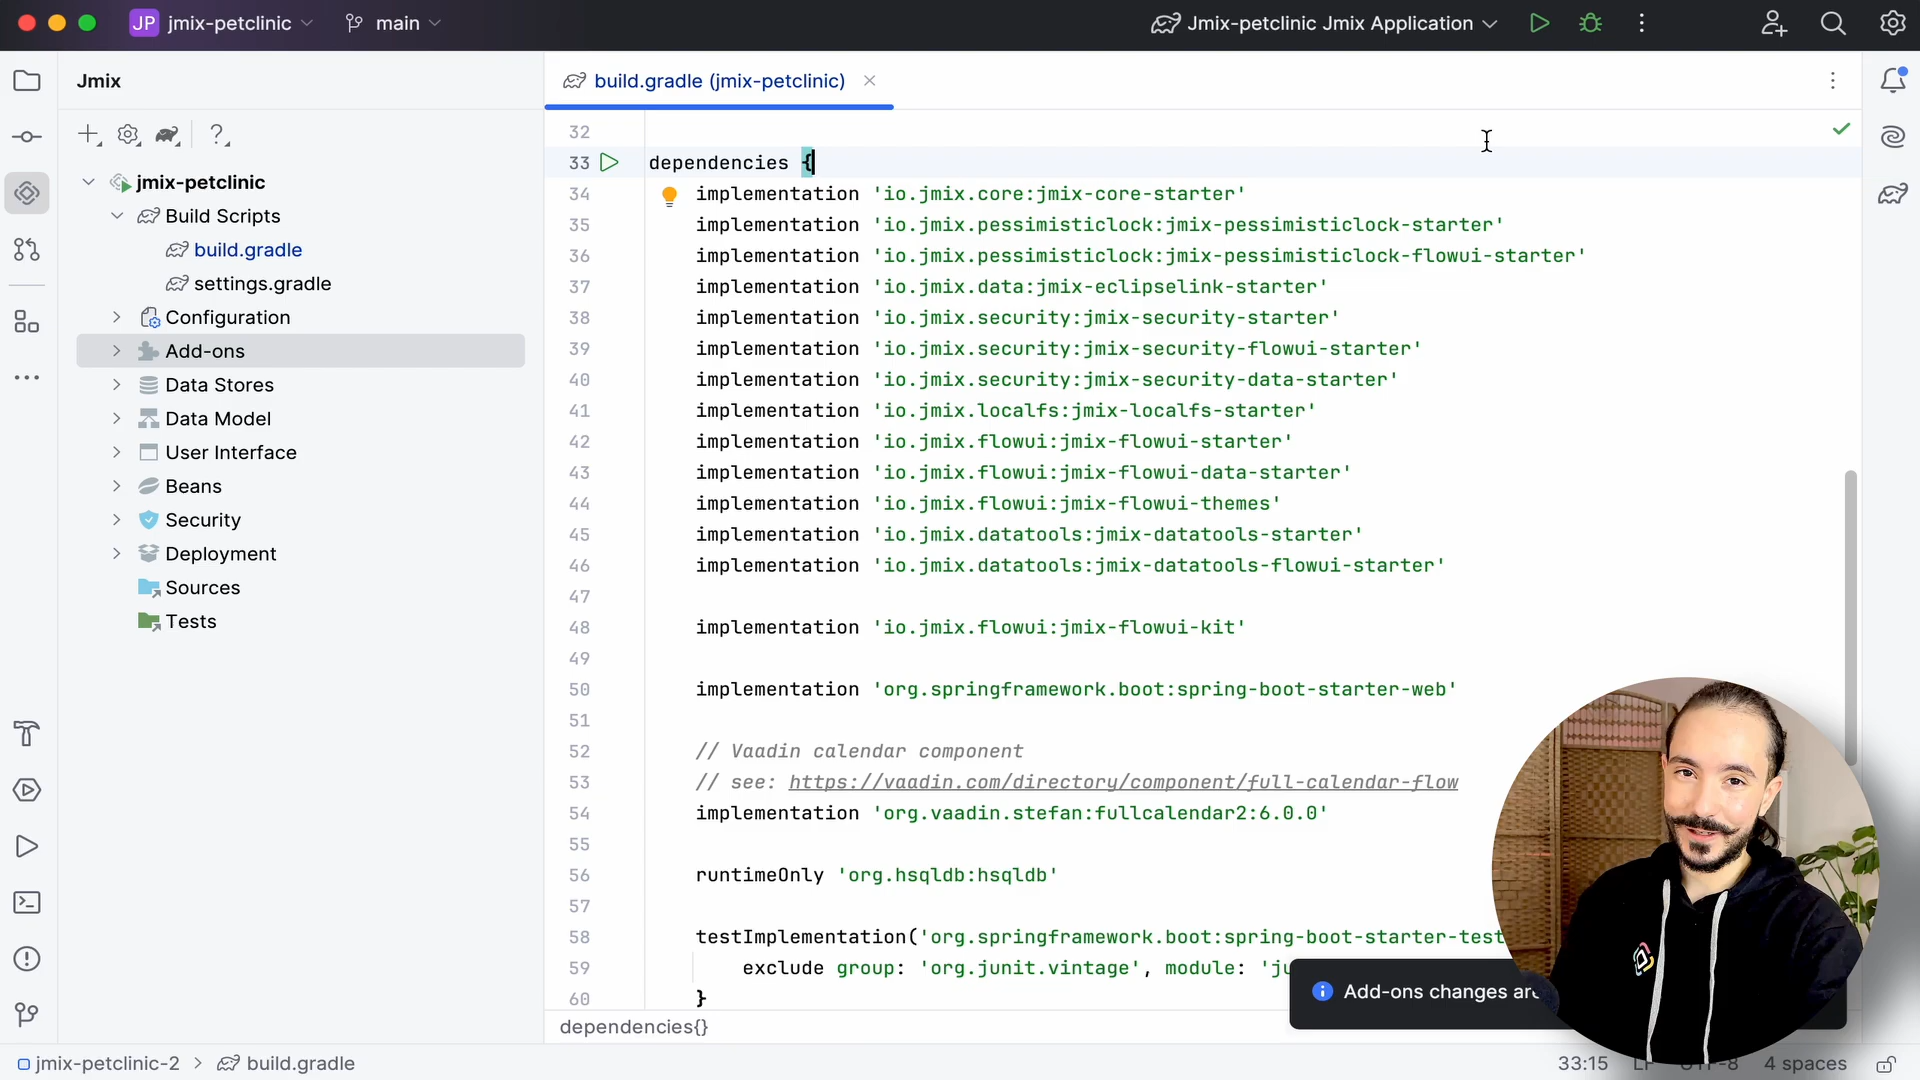 JP jmix-petclinic main Jmix-petclinic Jmix Application
Jmix
build.gradle (jmix-petclinic)
jmix-petclinic
Build Scripts
build.gradle
settings.gradle
Configuration
Add-ons
Data Stores
Data Model
User Interface
Beans
Security
Deployment
Sources
Tests
32
33 dependencies {
34 implementation 'io.jmix.core:jmix-core-starter'
35 implementation 'io.jmix.pessimisticlock:jmix-pessimisticlock-starter'
36 implementation 'io.jmix.pessimisticlock:jmix-pessimisticlock-flowui-starter'
37 implementation 'io.jmix.data:jmix-eclipselink-starter'
38 implementation 'io.jmix.security:jmix-security-starter'
39 implementation 'io.jmix.security:jmix-security-flowui-starter'
40 implementation 'io.jmix.security:jmix-security-data-starter'
41 implementation 'io.jmix.localfs:jmix-localfs-starter'
42 implementation 'io.jmix.flowui:jmix-flowui-starter'
43 implementation 'io.jmix.flowui:jmix-flowui-data-starter'
44 implementation 'io.jmix.flowui:jmix-flowui-themes'
45 implementation 'io.jmix.datatools:jmix-datatools-starter'
46 implementation 'io.jmix.datatools:jmix-datatools-flowui-starter'
47
48 implementation 'io.jmix.flowui:jmix-flowui-kit'
49
50 implementation 'org.springframework.boot:spring-boot-starter-web'
51
52 // Vaadin calendar component
53 // see: https://vaadin.com/directory/component/full-calendar-flow
54 implementation 'org.vaadin.stefan:fullcalendar2:6.0.0'
55
56 runtimeOnly 'org.hsqldb:hsqldb'
57
58 testImplementation('org.springframework.boot:spring-boot-starter-test
59 exclude group: 'org.junit.vintage', module: 'ju
60 }
Add-ons changes are
dependencies{}
jmix-petclinic-2 > build.gradle
33:15 LF UTF-8 4 spaces